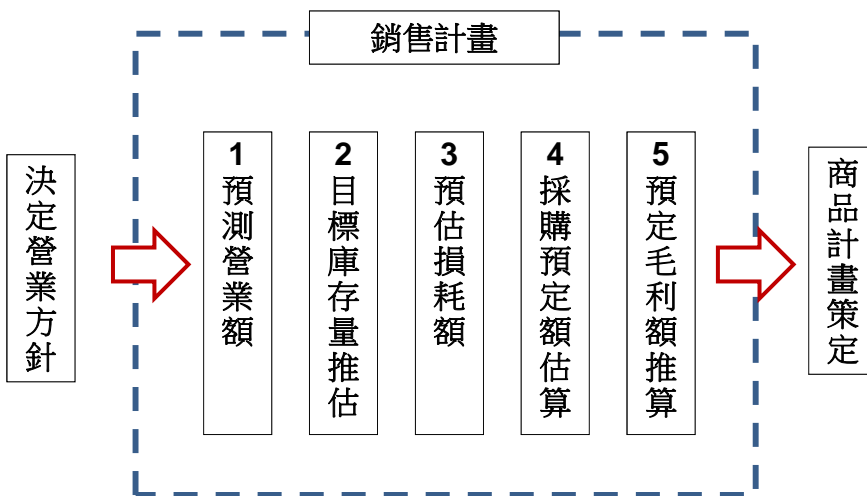 銷售計畫
決定營業方針
1
預測營業額
2
目標庫存量推估
3
預估損耗額
4
採購預定額估算
5
預定毛利額推算
商品計畫策定